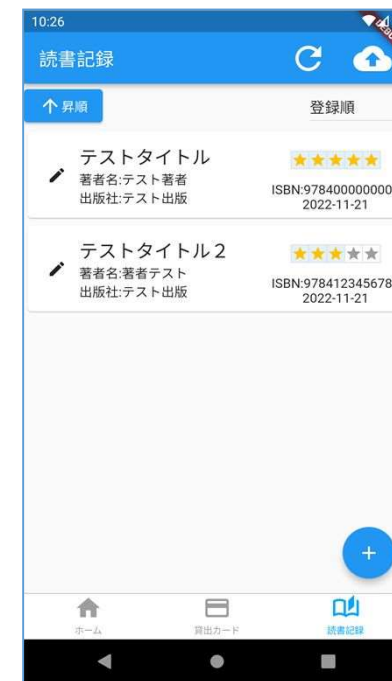 10:26
読書記録
昇順
登録順
テストタイトル
著者名:テスト著者
出版社:テスト出版
ISBN:978400000000
2022-11-21
テストタイトル２
著者名:著者テスト
出版社:テスト出版
ISBN:978412345678
2022-11-21
ホーム
貸出カード
読書記録